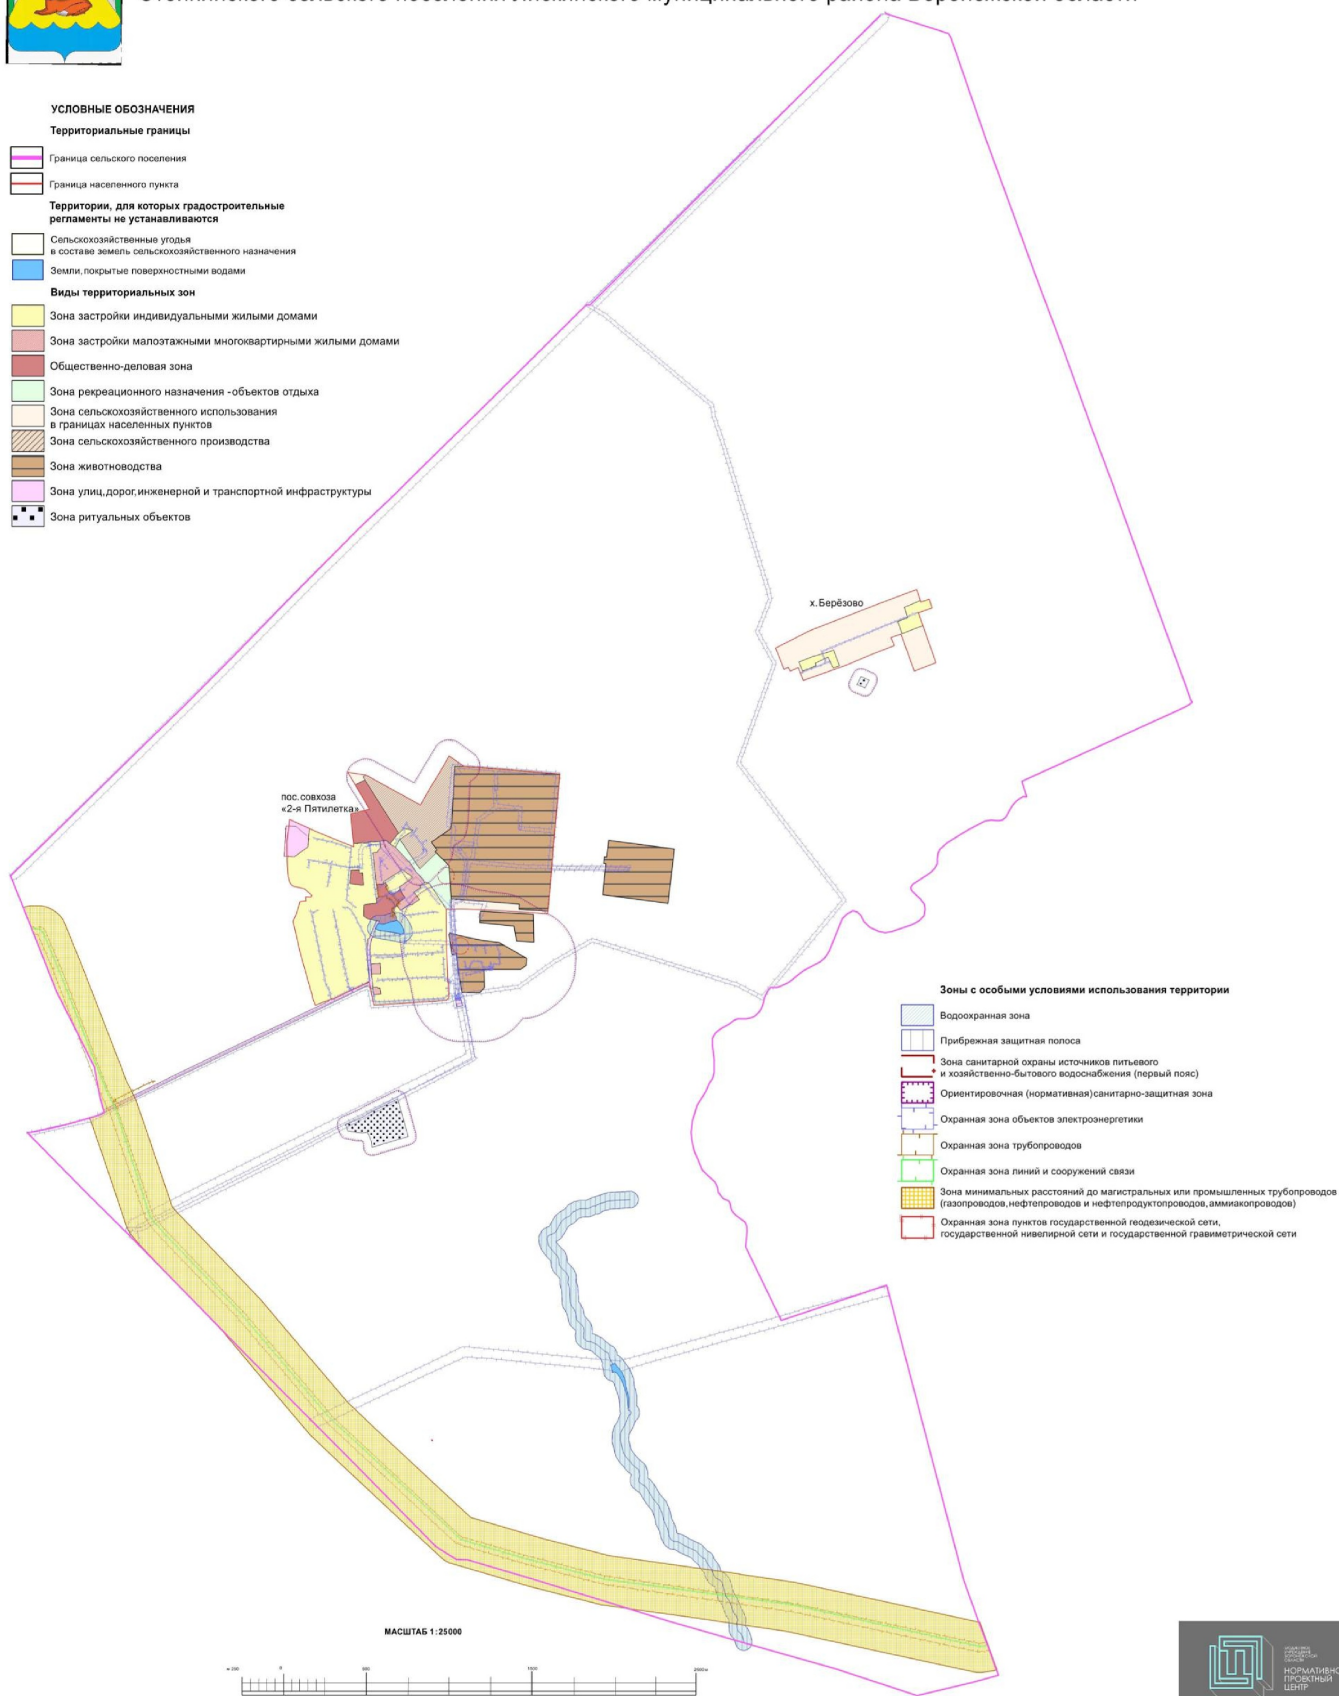 сельского поселения Лискинского муниципального района Воронежской области
УСЛОВНЫЕ ОБОЗНАЧЕНИЯ
Территориальные границы
Граница сельского поселения
Граница населенного пункта
Территории, для которых градостроительные
регламенты не устанавливаются
Сельскохозяйственные угодья
в составе земель сельскохозяйственного назначения
Земли,покрытые поверхностными водами
Виды территориальных зон
Зона застройки индивидуальными жилыми домами
Зона застройки малоэтажными многоквартирными жилыми домами
Общественно-деловая зона
Зона рекреационного назначения -объектов отдыха
Зона сельскохозяйственного использования
в границах населенных пунктов
Зона сельскохозяйственного производства
Зона животноводства
Зона улиц,дорог,инженерной и транспортной инфраструктуры
Зона ритуальных объектов
х.Берёзово
пос.совхоза
«2-я Пятилетка»
Зоны с особыми условиями использования территории
Водоохранная зона
Прибрежная защитная полоса
Зона санитарной охраны источников питьевого
и хозяйственно-бытового водоснабжения (первый пояс)
Ориентировочная (нормативная)санитарно-защитная зона
Охранная зона объектов электроэнергетики
Охранная зона трубопроводов
Охранная зона линий и сооружений связи
Зона минимальных расстояний до магистральных или промышленных трубопроводов
(газопроводов,нефтепроводов и нефтепродуктопроводов,аммиакопроводов)
Охранная зона пунктов государственной геодезической сети,
государственной нивелирной сети и государственной гравиметрической сети
МАСШТАБ 1:25000
НОРМАТИВНО
ПРОЕКТНЫЙ
ЦЕНТР